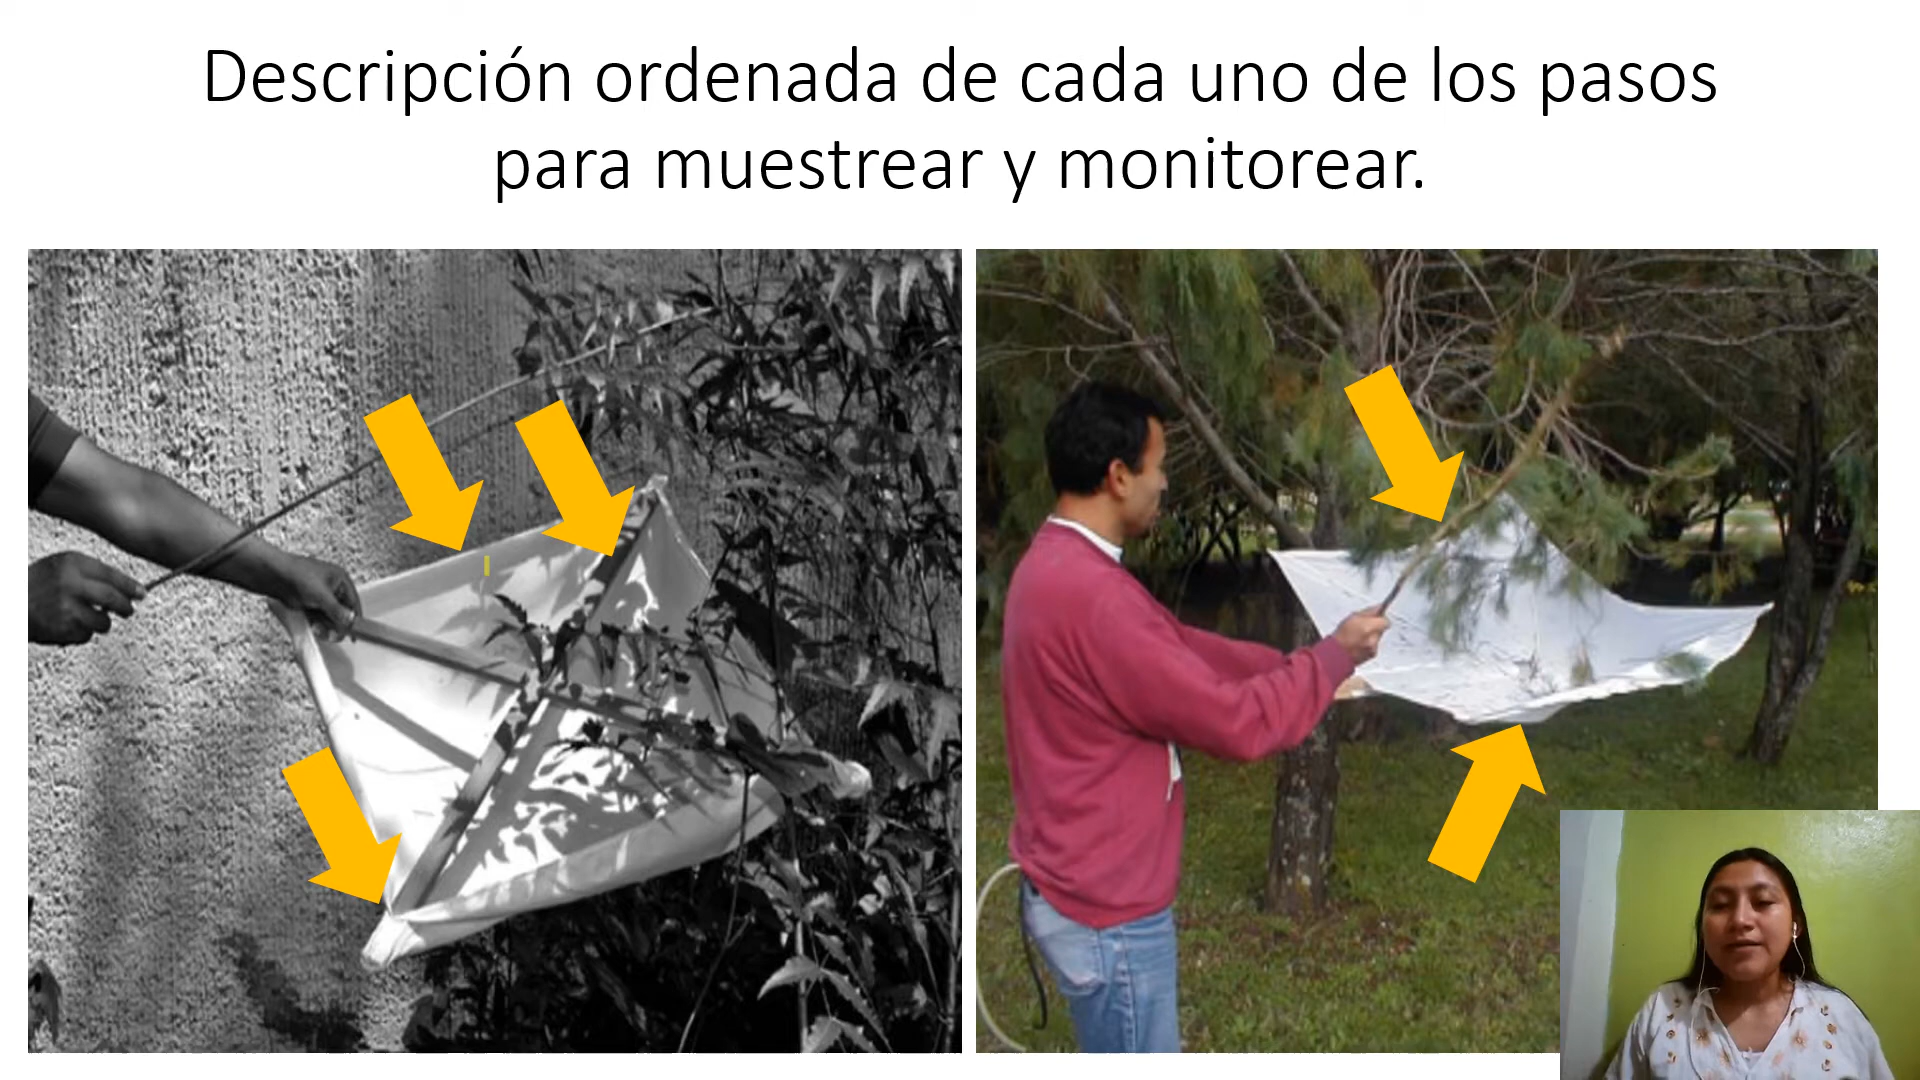 Descripción ordenada de cada uno de los pasos
para muestrear y monitorear.